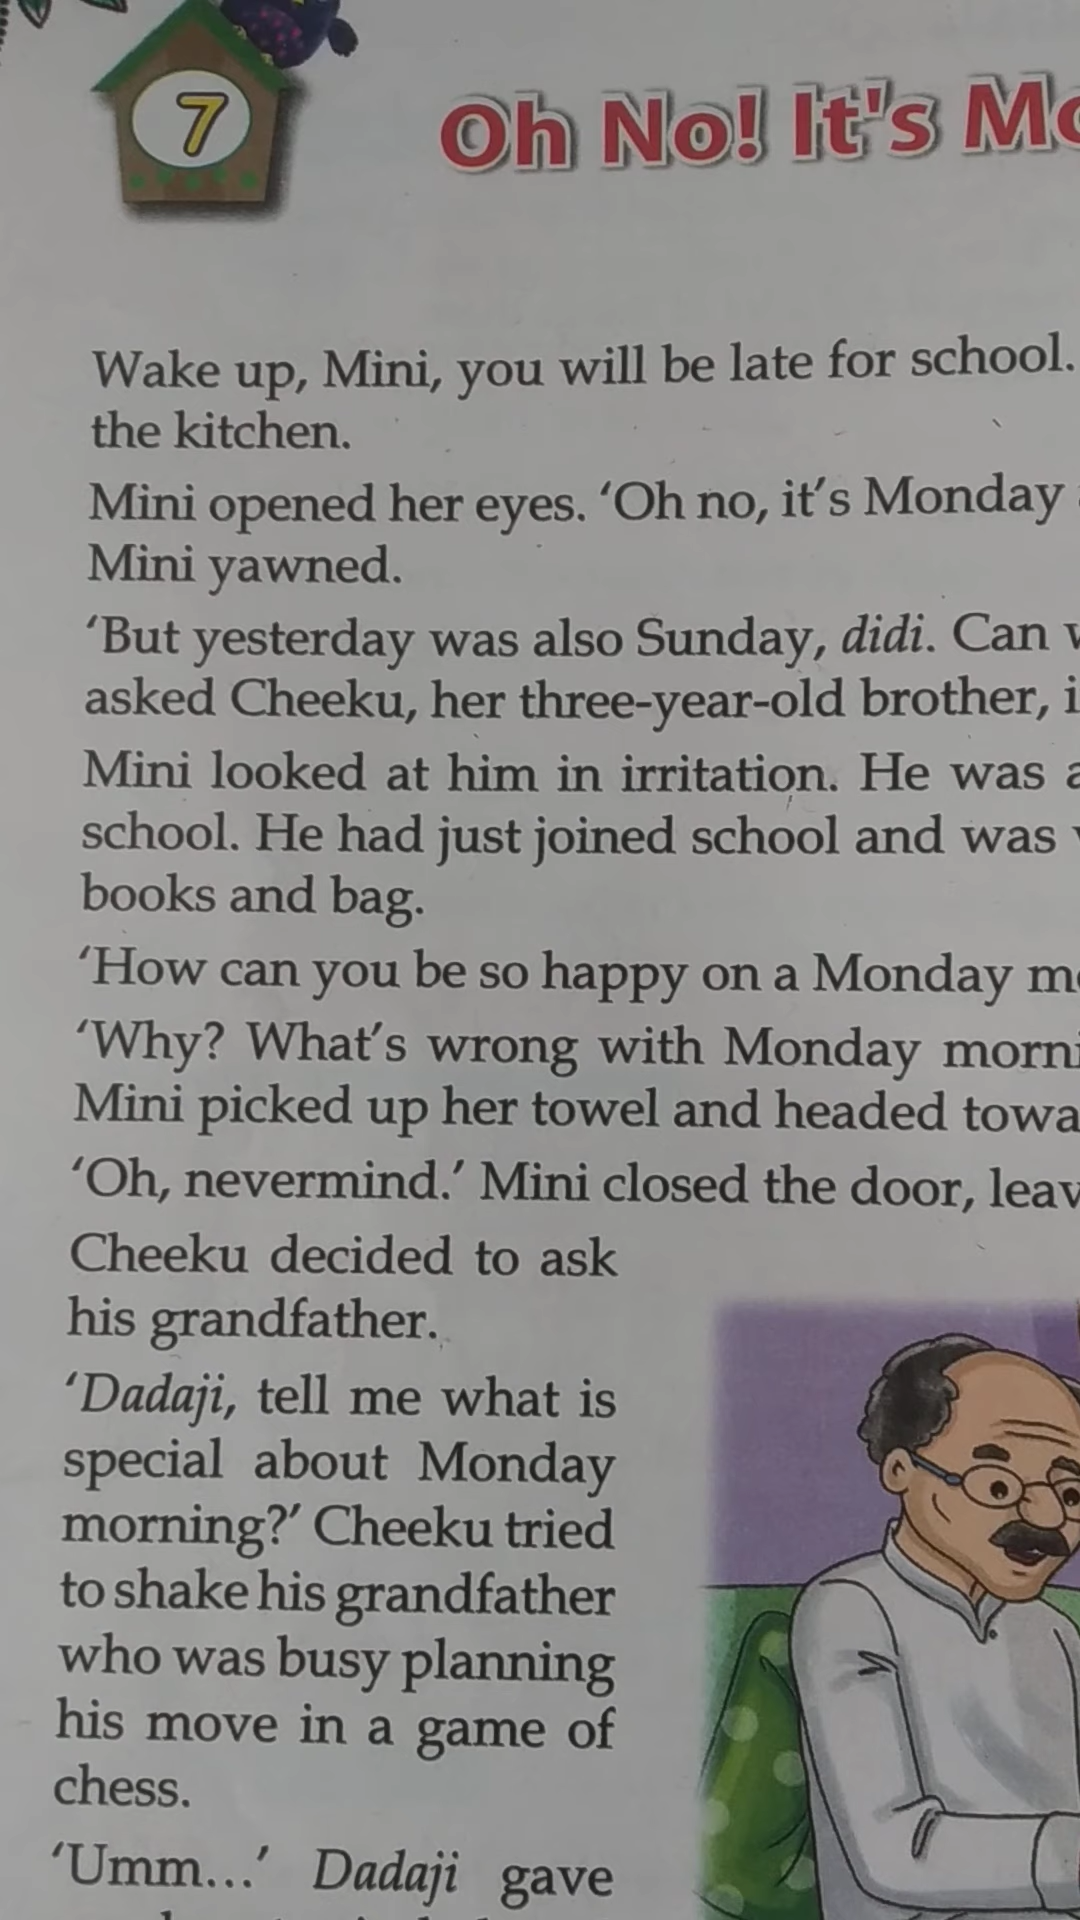 7
Oh No! It's
Wake up, Mini, you will be late for school.
the kitchen.
Mini opened her eyes. ‘Oh no, it’s Monday
Mini yawned.
‘But yesterday was also Sunday, didi. Can
asked Cheeku, her three-year-old brother,
Mini looked at him in irritation. He was
school. He had just joined school and was
books and bag.
‘How can you be so happy on a Monday
‘Why? What’s wrong with Monday
Mini picked up her towel and headed
‘Oh, nevermind.’ Mini closed the door,
Cheeku decided to ask
his grandfather.
‘Dadaji, tell me what is
special about Monday
morning?’ Cheeku tried
to shake his grandfather
who was busy planning
his move in a game of
chess.
‘Umm...’ Dadaji gave